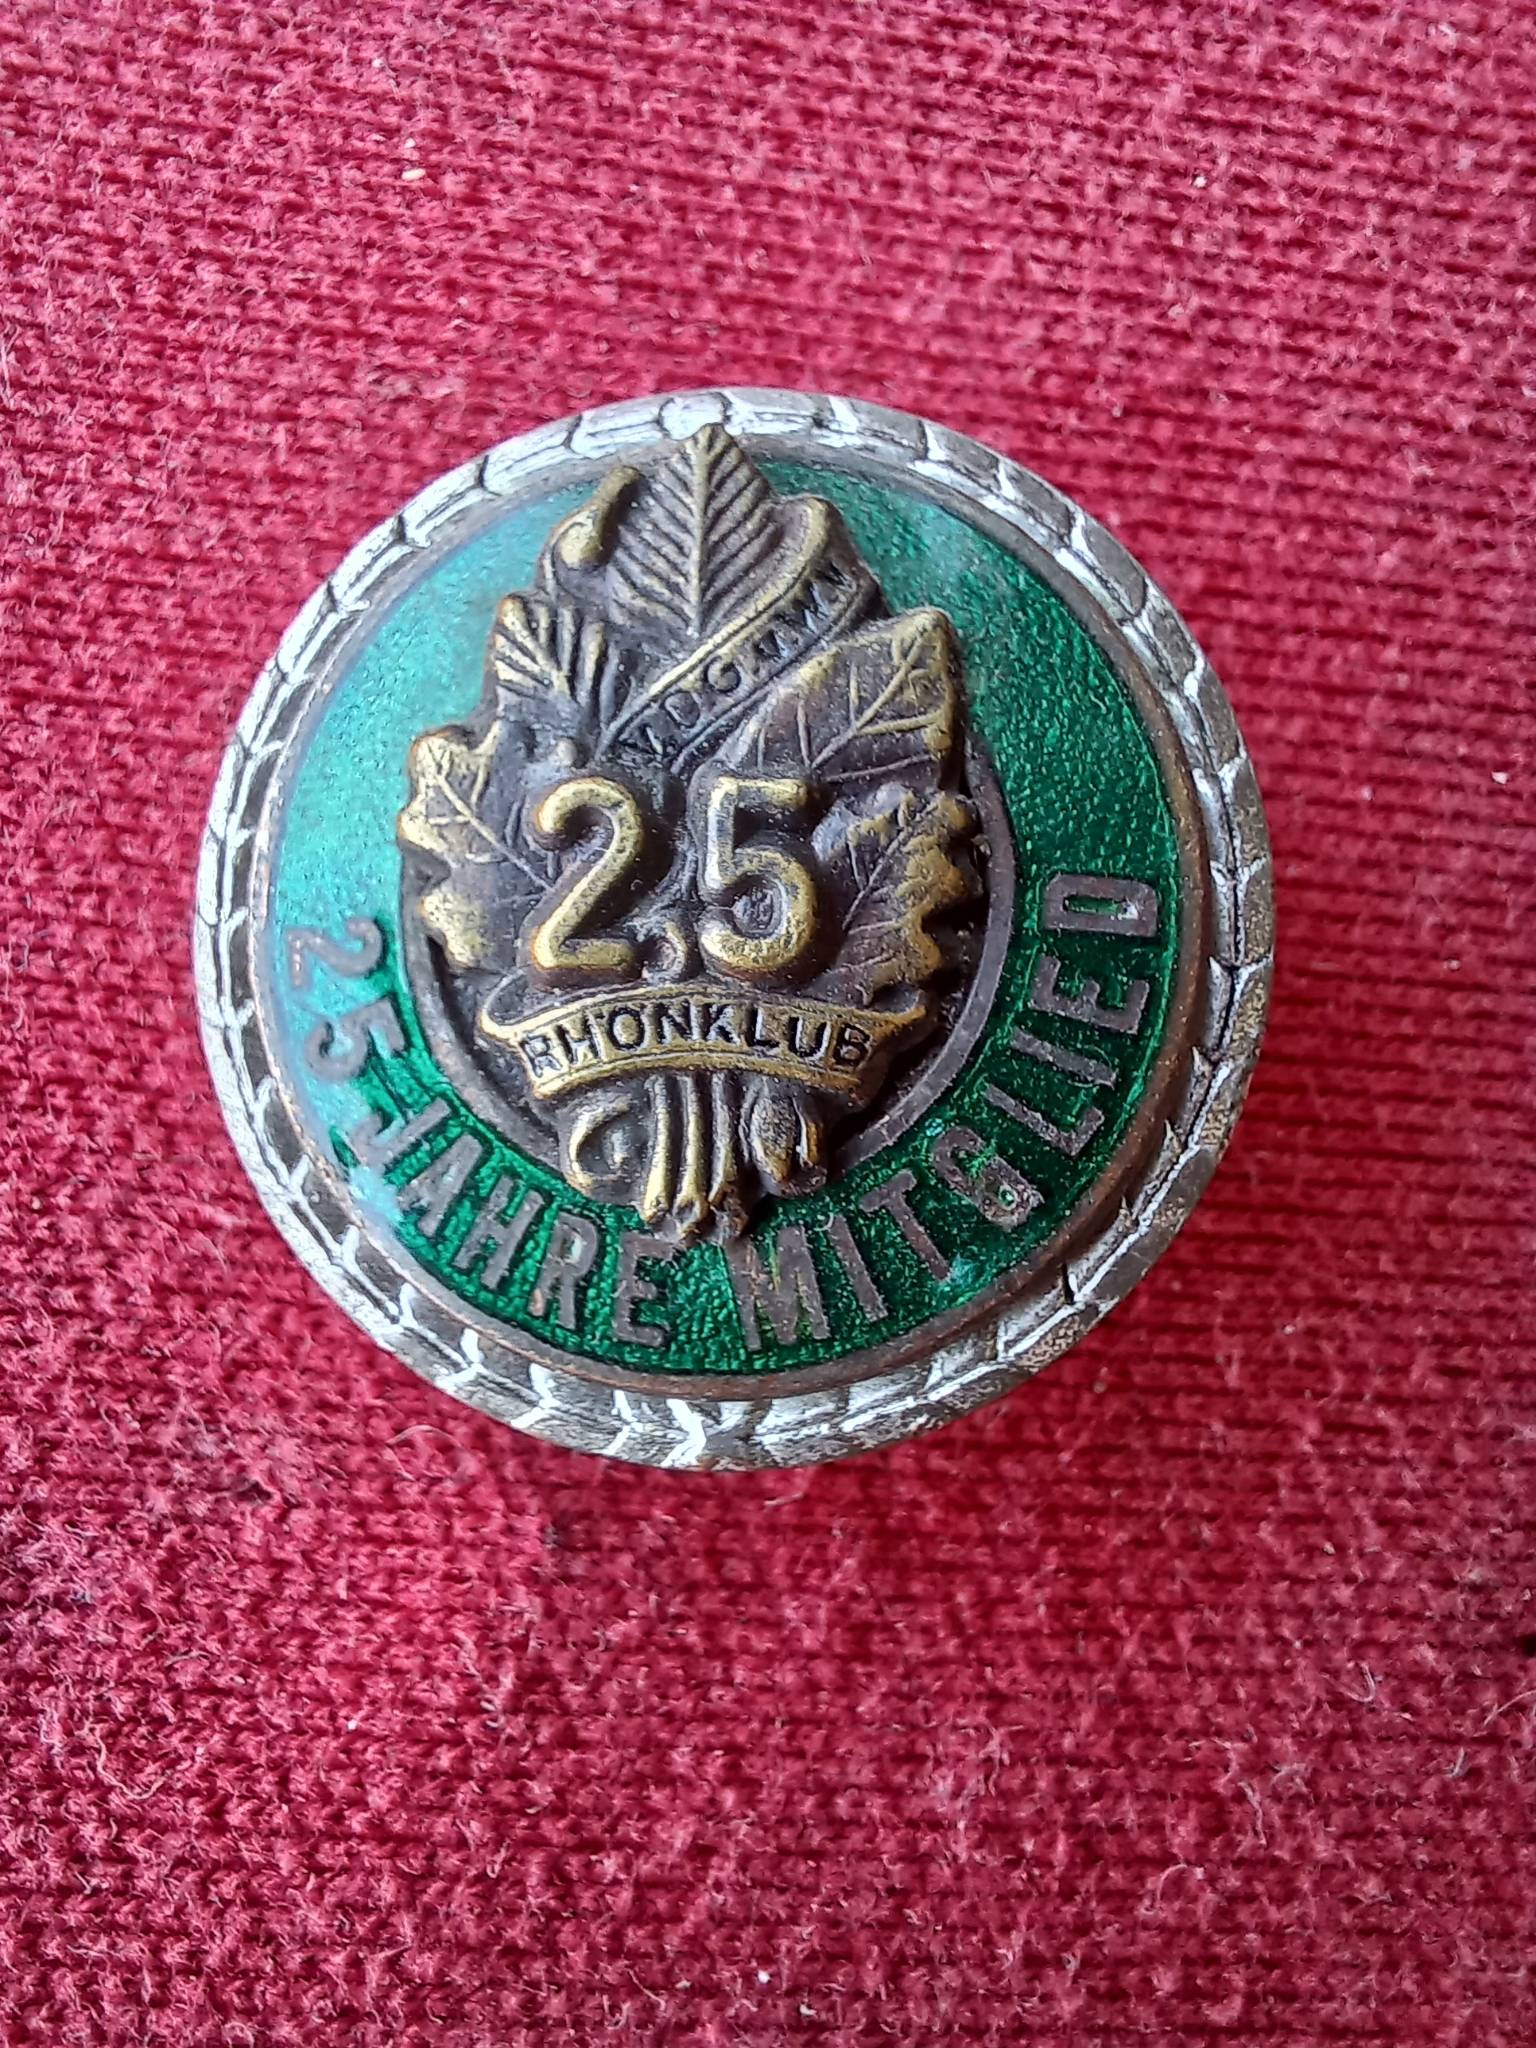 V.D.G.W.W.V.
25
RHÖNKLUB
25 JAHRE MITGLIED